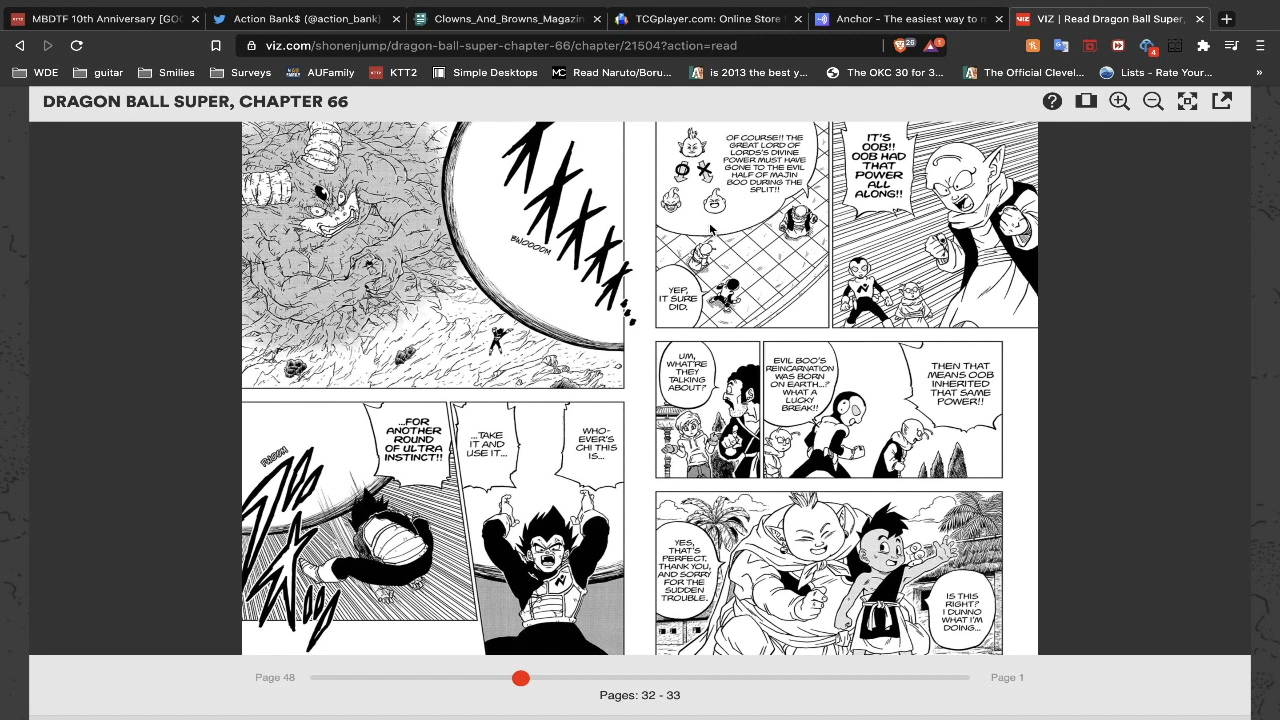 MBDTF 10th Anniversary [GO
Action Bank$ (@action_bank)
Clowns_And_Browns_Magazin
TCGplayer.com: Online Store
Anchor - The easiest way to m
VIZ | Read Dragon Ball Super,
viz.com/shonenjump/dragon-ball-super-chapter-66/chapter/21504?action=read
26
1
4
WDE
guitar
Smilies
Surveys
AUFamily
KTT2
Simple Desktops
Read Naruto/Boru...
is 2013 the best y...
The OKC 30 for 3...
The Official Clevel...
Lists - Rate Your...
»
DRAGON BALL SUPER, CHAPTER 66
IT'S
OOB!!
OOB HAD
THAT
POWER
ALL
ALONG!!
OF COURSE!! THE
GREAT LORD OF
LORDS'S DIVINE
POWER MUST HAVE
GONE TO THE EVIL
HALF OF MAJIN
BOO DURING THE
SPLIT!!
YEP,
IT SURE
DID.
THEN THAT
MEANS OOB
INHERITED
THAT SAME
POWER!!
EVIL BOO'S
REINCARNATION
WAS BORN
ON EARTH...?
WHAT A
LUCKY
BREAK!!
UM,
WHAT'RE
THEY
TALKING
ABOUT?
IS THIS
RIGHT?
I DUNNO
WHAT I'M
DOING...
YES,
THAT'S
PERFECT.
THANK YOU,
AND SORRY
FOR THE
SUDDEN
TROUBLE.
BWOOOOM
WHO-
EVER'S
CHI THIS
IS...
...TAKE
IT AND
USE IT...
...FOR
ANOTHER
ROUND
OF ULTRA
INSTINCT!!
FWOOH
Page 48
Page 1
Pages: 32 - 33